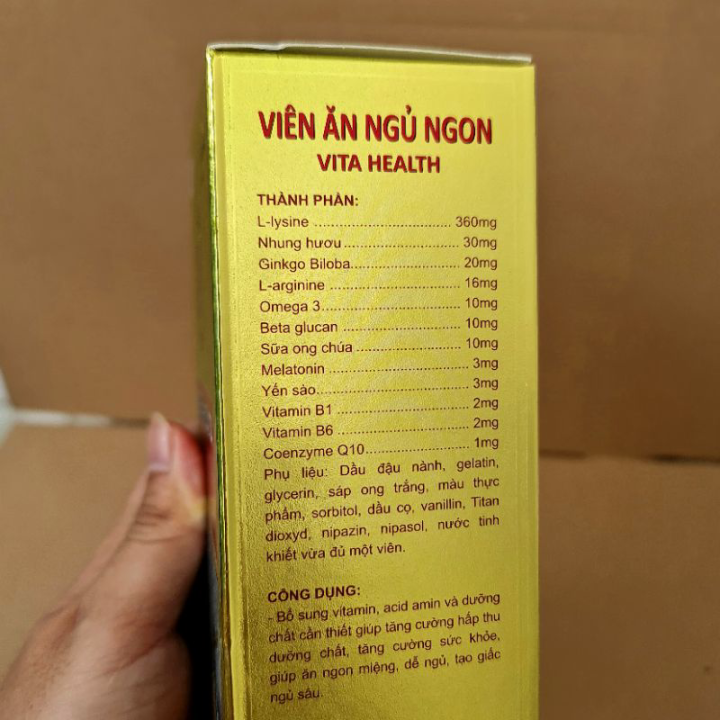 VIÊN ĂN NGỦ NGON
VITA HEALTH
THÀNH PHẦN:
L-lysine ................................ 360mg
Nhung hươu........................... 30mg
Ginkgo Biloba......................... 20mg
L-arginine ............................... 16mg
Omega 3................................. 10mg
Beta glucan ............................ 10mg
Sữa ong chúa ......................... 10mg
Melatonin .................................. 3mg
Yến sào..................................... 3mg
Vitamin B1 ................................ 2mg
Vitamin B6 ................................ 2mg
Coenzyme Q10......................... 1mg
Phụ liệu: Dầu đậu nành, gelatin,
glycerin, sáp ong trắng, màu thực
phẩm, sorbitol, dầu cọ, vanillin, Titan
dioxyd, nipazin, nipasol, nước tinh
khiết vừa đủ một viên.
CÔNG DỤNG:
- Bổ sung vitamin, acid amin và dưỡng
chất cần thiết giúp tăng cường hấp thu
dưỡng chất, tăng cường sức khỏe,
giúp ăn ngon miệng, dễ ngủ, tạo giấc
ngủ sâu.